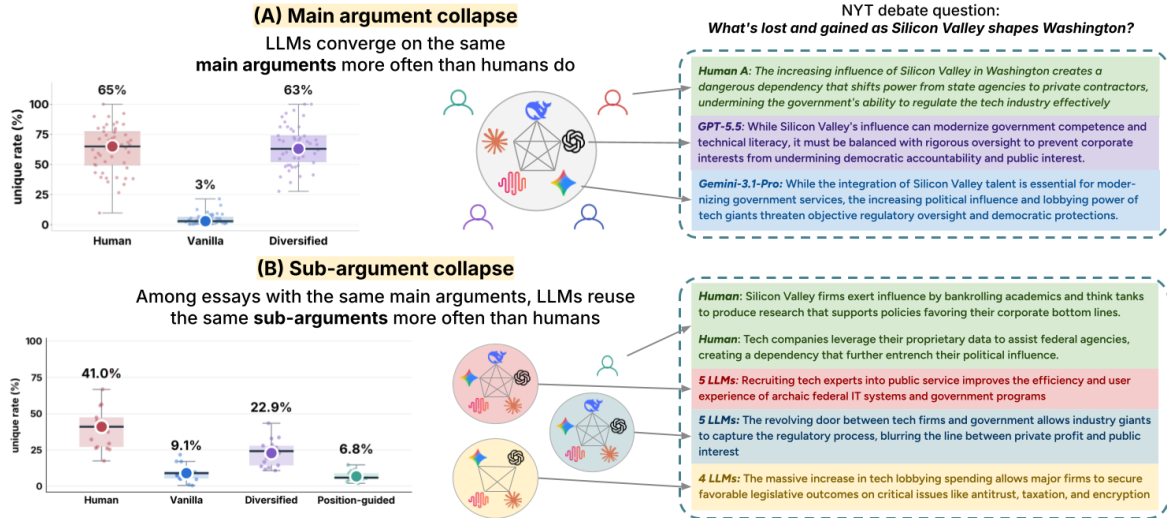 (A) Main argument collapse
LLMs converge on the same
main arguments more often than humans do
unique rate (%)
100
75
50
25
0
65%
3%
63%
Human
Vanilla
Diversified
NYT debate question:
What's lost and gained as Silicon Valley shapes Washington?
Human A: The increasing influence of Silicon Valley in Washington creates a
dangerous dependency that shifts power from state agencies to private contractors,
undermining the government's ability to regulate the tech industry effectively
GPT-5.5: While Silicon Valley's influence can modernize government competence and
technical literacy, it must be balanced with rigorous oversight to prevent corporate
interests from undermining democratic accountability and public interest.
Gemini-3.1-Pro: While the integration of Silicon Valley talent is essential for moder-
nizing government services, the increasing political influence and lobbying power of
tech giants threaten objective regulatory oversight and democratic protections.
(B) Sub-argument collapse
Among essays with the same main arguments, LLMs reuse
the same sub-arguments more often than humans
unique rate (%)
100
75
50
25
0
41.0%
9.1%
22.9%
6.8%
Human
Vanilla
Diversified
Position-guided
Human: Silicon Valley firms exert influence by bankrolling academics and think tanks
to produce research that supports policies favoring their corporate bottom lines.
Human: Tech companies leverage their proprietary data to assist federal agencies,
creating a dependency that further entrench their political influence.
5 LLMs: Recruiting tech experts into public service improves the efficiency and user
experience of archaic federal IT systems and government programs
5 LLMs: The revolving door between tech firms and government allows industry giants
to capture the regulatory process, blurring the line between private profit and public
interest
4 LLMs: The massive increase in tech lobbying spending allows major firms to secure
favorable legislative outcomes on critical issues like antitrust, taxation, and encryption